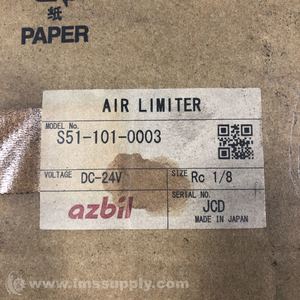 紙
PAPER
AIR LIMITER
MODEL No.
S51-101-0003
VOLTAGE DC-24V SIZE Rc 1/8
azbil SERIAL NO. JCD
MADE IN JAPAN
© www.imssupply.com